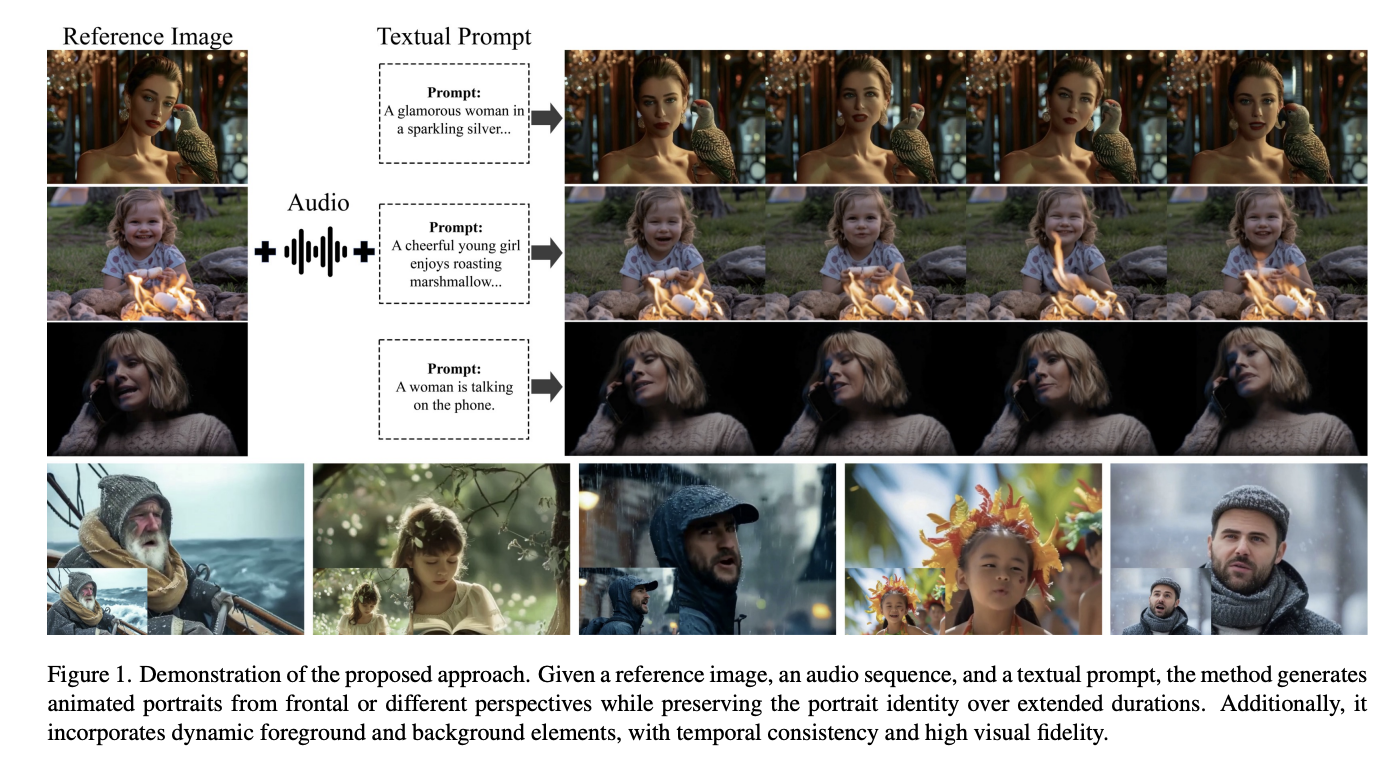 Reference Image
Textual Prompt
Prompt:
A glamorous woman in
a sparkling silver...
Audio
Prompt:
A cheerful young girl
enjoys roasting
marshmallow...
Prompt:
A woman is talking
on the phone.
Figure 1. Demonstration of the proposed approach. Given a reference image, an audio sequence, and a textual prompt, the method generates
animated portraits from frontal or different perspectives while preserving the portrait identity over extended durations. Additionally, it
incorporates dynamic foreground and background elements, with temporal consistency and high visual fidelity.